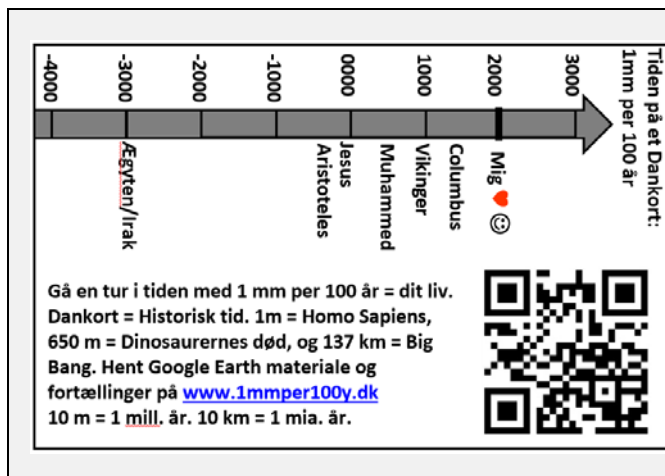 Tiden på et Dankort:
1mm per 100 år
-4000
-3000
-2000
-1000
0000
1000
2000
3000
Ægyten/Irak
Aristoteles
Jesus
Muhammed
Vikinger
Columbus
Mig ♥ ☺
Gå en tur i tiden med 1 mm per 100 år = dit liv.
Dankort = Historisk tid. 1m = Homo Sapiens,
650 m = Dinosaurernes død, og 137 km = Big
Bang. Hent Google Earth materiale og
fortællinger på www.1mmper100y.dk
10 m = 1 mill. år. 10 km = 1 mia. år.